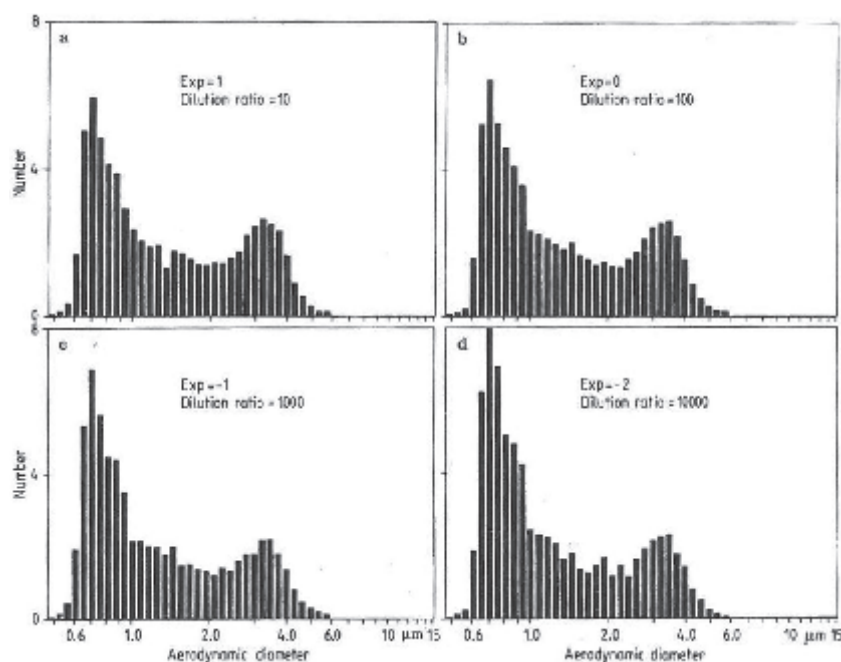 8
a
Exp=1
Dilution ratio =10
Number
4
0
b
Exp=0
Dilution ratio =100
8
c
Exp=-1
Dilution ratio = 1000
Number
4
0
0.6 1.0 2.0 4.0 6.0 10 μm 15
Aerodynamic diameter
d
Exp=-2
Dilution ratio =10000
0.6 1.0 2.0 4.0 6.0 10 μm 15
Aerodynamic diameter